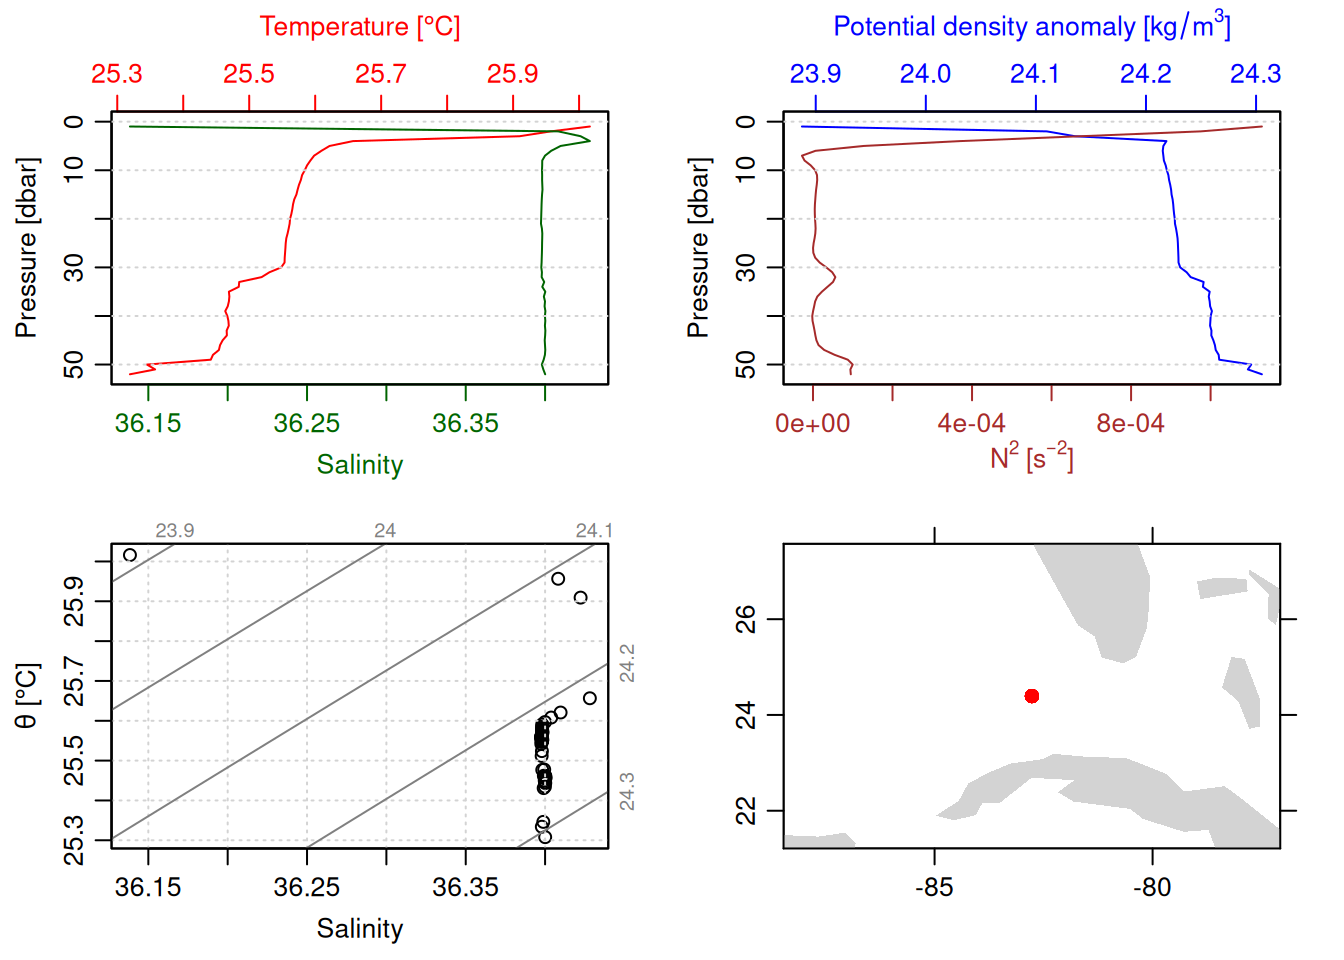 Temperature [°C]
25.3 25.5 25.7 25.9
0
10
30
50
Pressure [dbar]
36.15 36.25 36.35
Salinity
Potential density anomaly [kg/m³]
23.9 24.0 24.1 24.2 24.3
0
10
30
50
Pressure [dbar]
0e+00 4e-04 8e-04
N² [s⁻²]
23.9 24 24.1
24.2
24.3
25.9
25.7
25.5
25.3
θ [°C]
36.15 36.25 36.35
Salinity
26
24
22
-85 -80